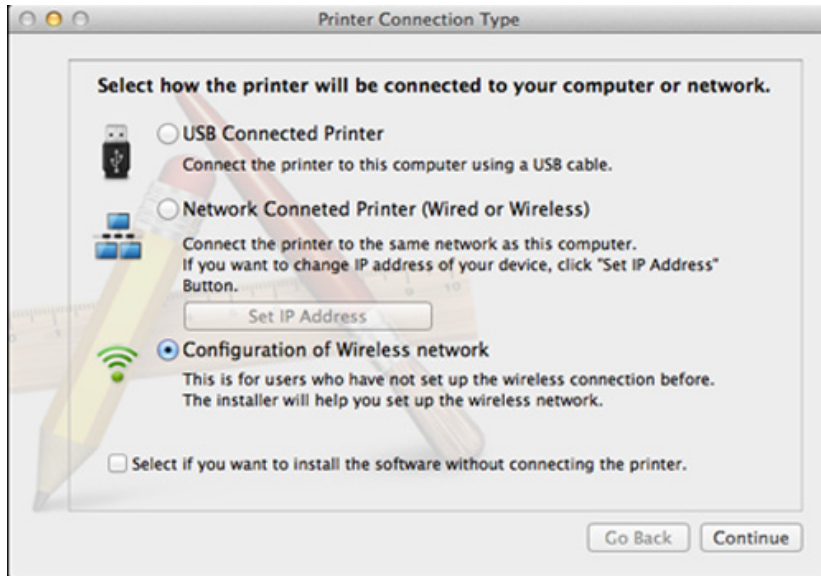 Printer Connection Type
Select how the printer will be connected to your computer or network.
USB Connected Printer
Connect the printer to this computer using a USB cable.
Network Conneted Printer (Wired or Wireless)
Connect the printer to the same network as this computer.
If you want to change IP address of your device, click "Set IP Address"
Button.
Set IP Address
Configuration of Wireless network
This is for users who have not set up the wireless connection before.
The installer will help you set up the wireless network.
Select if you want to install the software without connecting the printer.
Go Back Continue